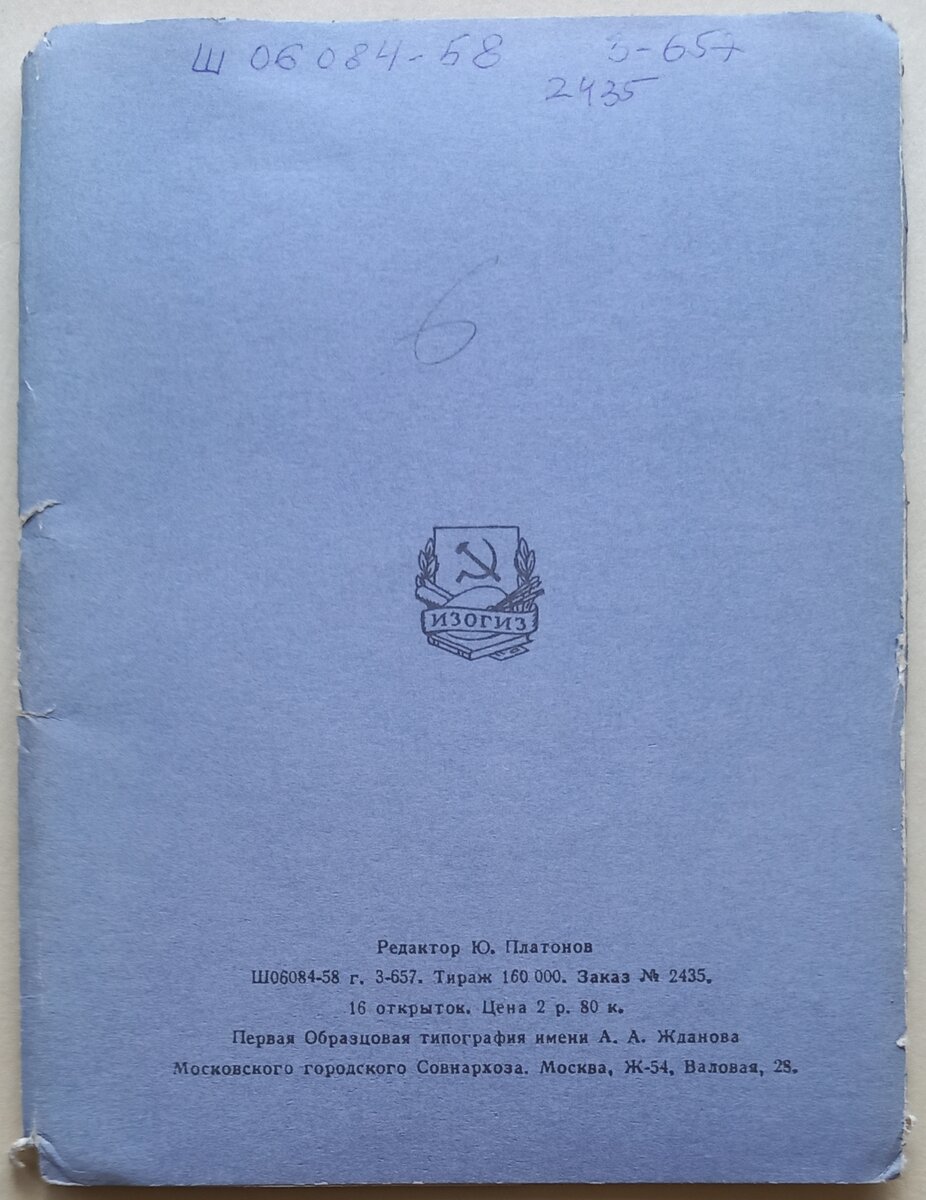 Ш 06084-58 3-657
2435
6
ИЗОГИЗ
Редактор Ю. Платонов
Ш06084-58 г. 3-657. Тираж 160 000. Заказ № 2435.
16 открыток. Цена 2 р. 80 к.
Первая Образцовая типография имени А. А. Жданова
Московского городского Совнархоза. Москва, Ж-54, Валовая, 28.